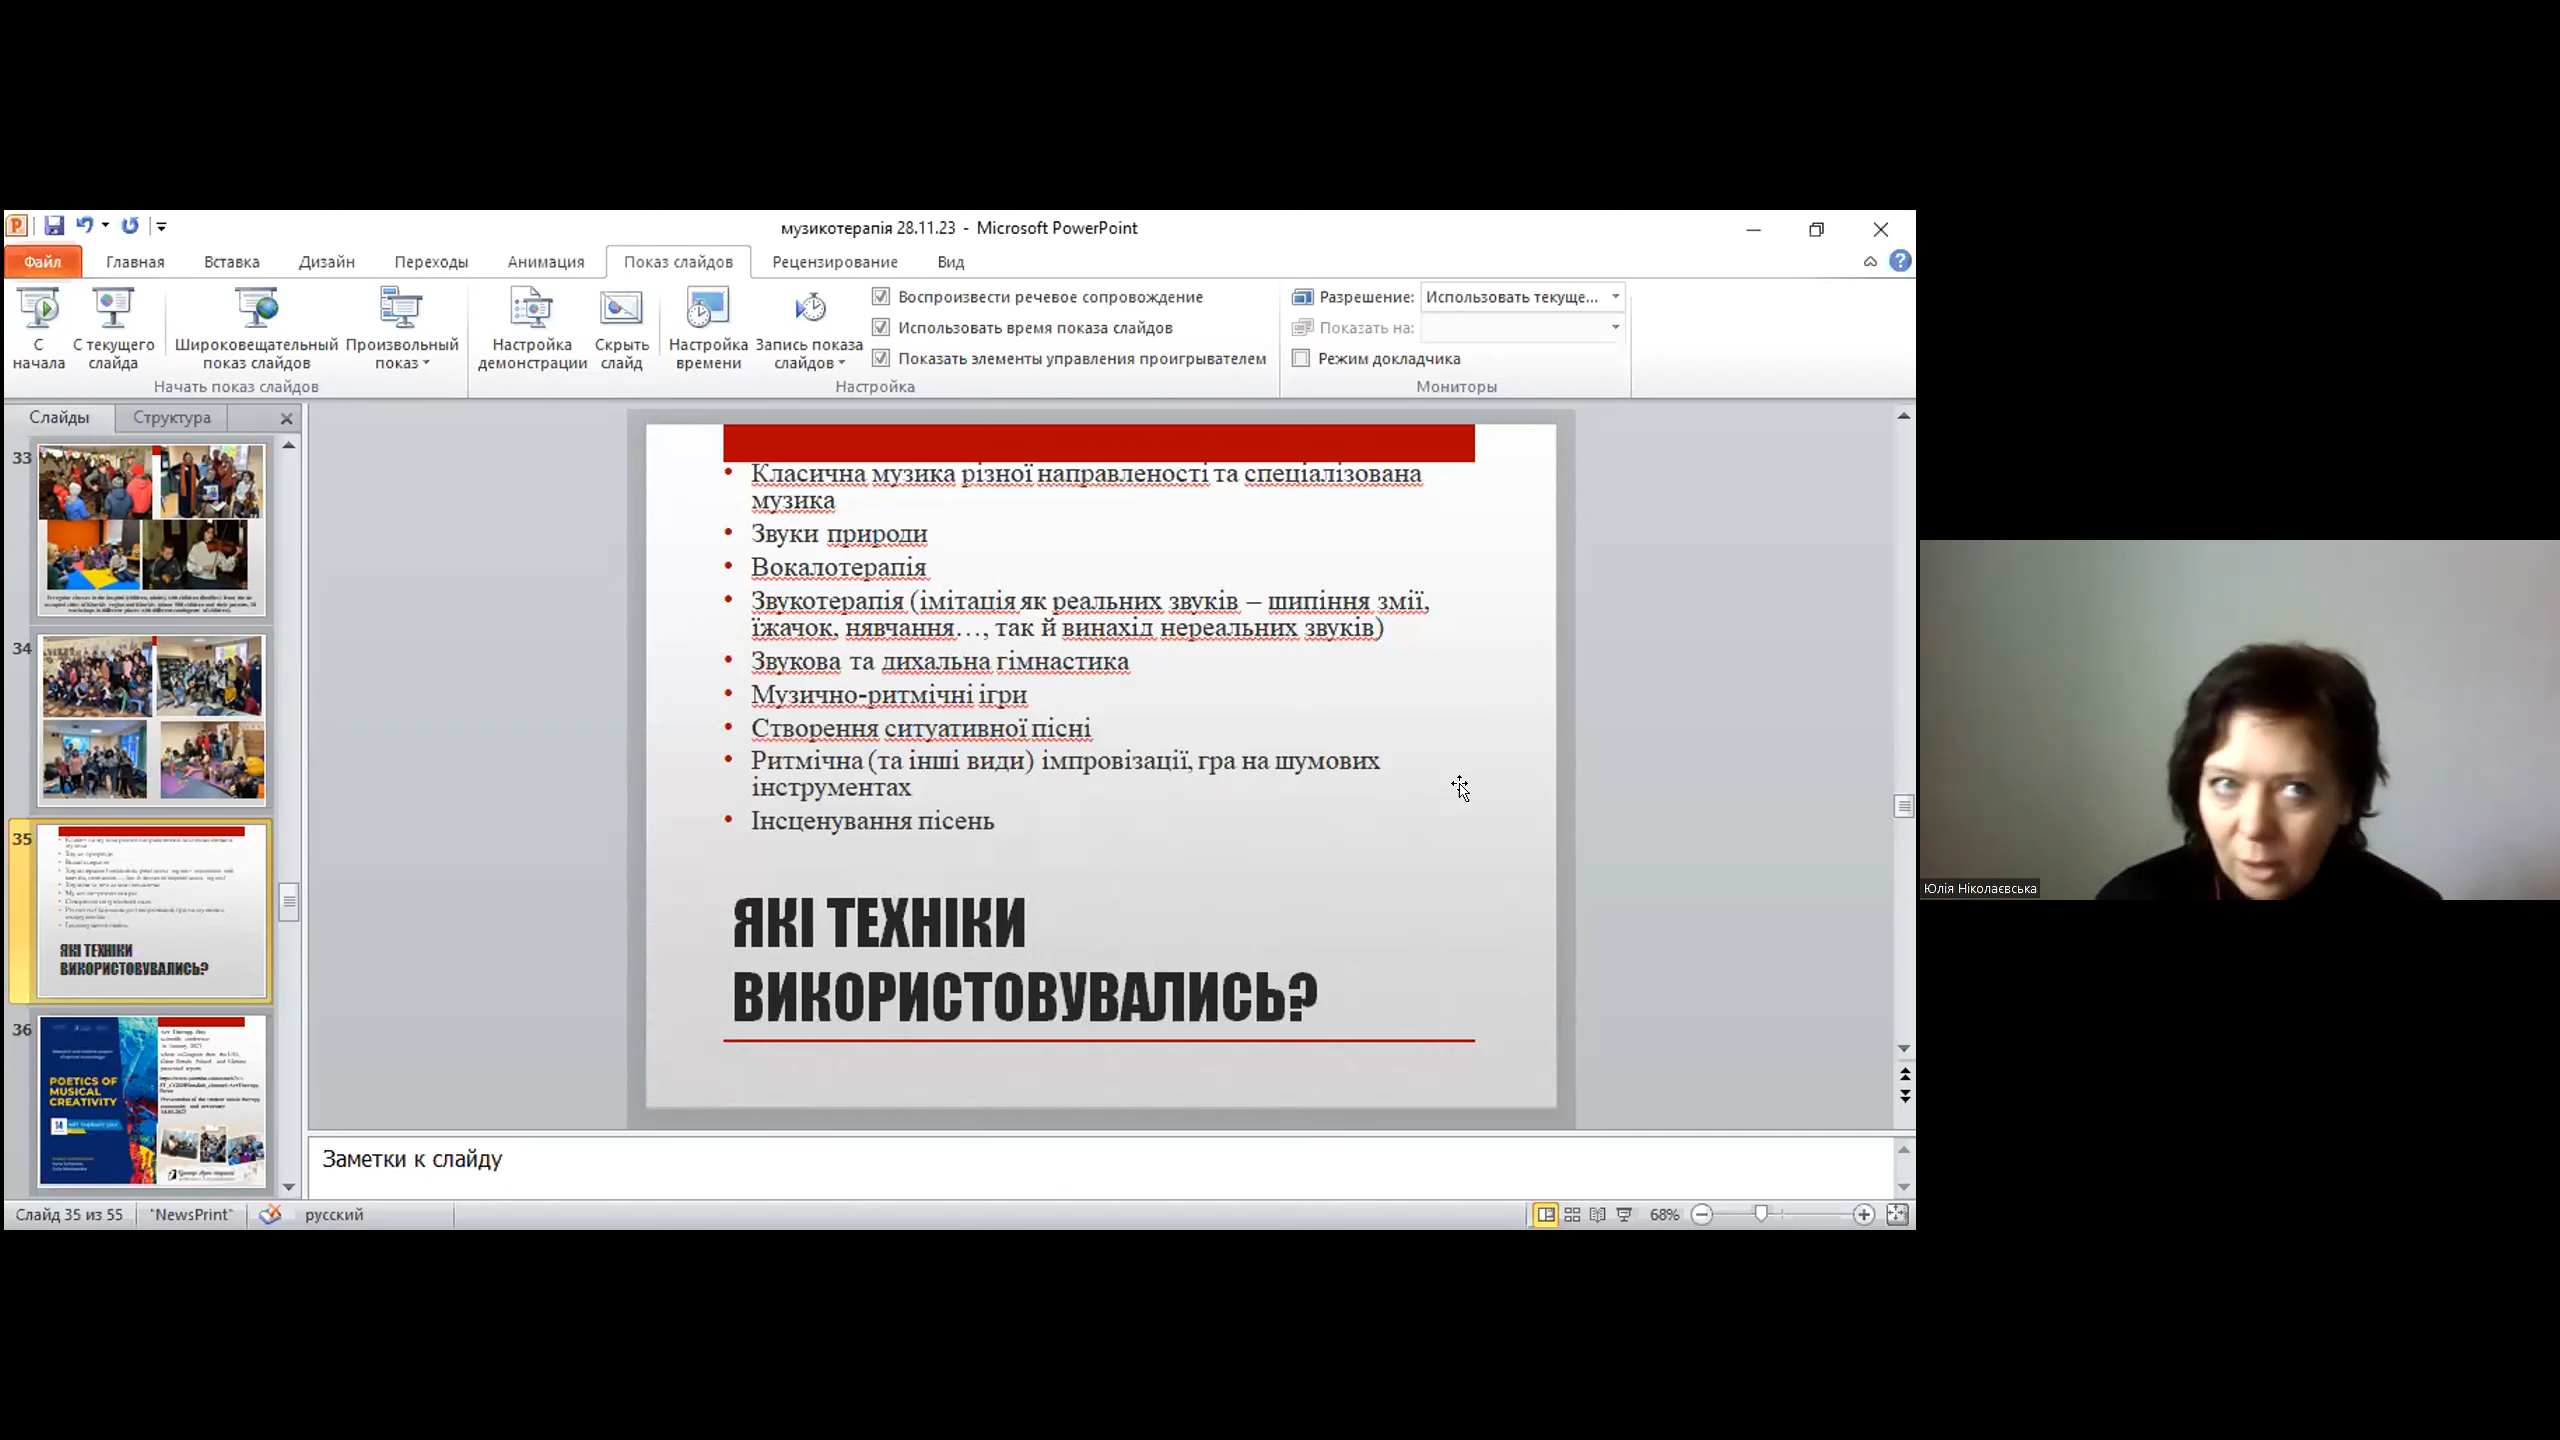 музикотерапія 28.11.23 - Microsoft PowerPoint
Файл Главная Вставка Дизайн Переходы Анимация Показ слайдов Рецензирование Вид
С начала
С текущего слайда
Широковещательный показ слайдов
Произвольный показ
Начать показ слайдов
Настройка демонстрации
Скрыть слайд
Настройка времени
Запись показа слайдов
Воспроизвести речевое сопровождение
Использовать время показа слайдов
Показать элементы управления проигрывателем
Настройка
Разрешение: Использовать текуще...
Показать на:
Режим докладчика
Мониторы
Слайды Структура
33
34
35
ЯКІ ТЕХНІКИ
ВИКОРИСТОВУВАЛИСЬ?
36
POETICS OF
MUSICAL
CREATIVITY
• Класична музика різної направленості та спеціалізована
музика
• Звуки природи
• Вокалотерапія
• Звукотерапія (імітація як реальних звуків – шипіння змії,
їжачок, нявчання…, так й винахід нереальних звуків)
• Звукова та дихальна гімнастика
• Музично-ритмічні ігри
• Створення ситуативної пісні
• Ритмічна (та інші види) імпровізації, гра на шумових
інструментах
• Інсценування пісень
ЯКІ ТЕХНІКИ
ВИКОРИСТОВУВАЛИСЬ?
Заметки к слайду
Слайд 35 из 55 "NewsPrint" русский 68%
Юлія Ніколаєвська